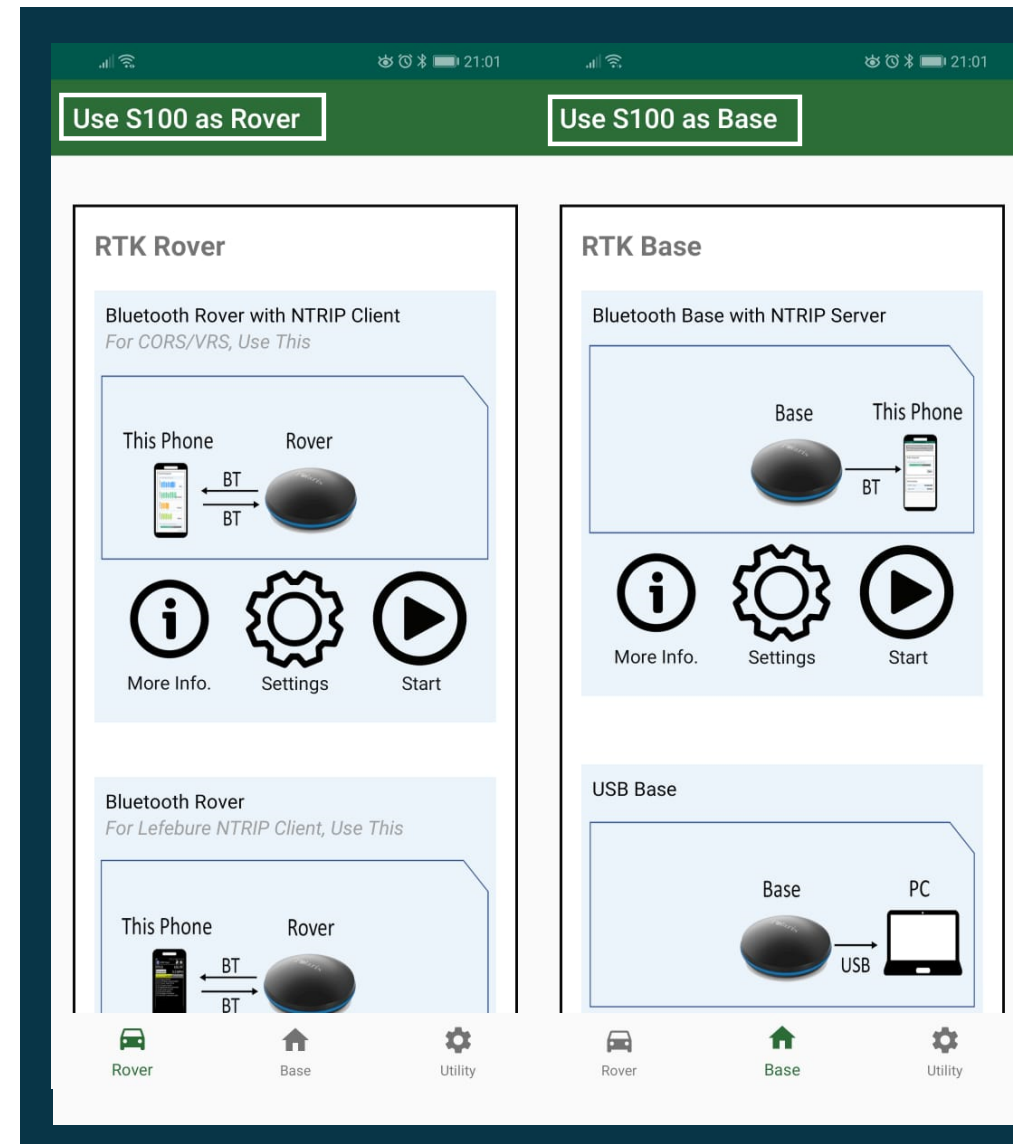 21:01
Use S100 as Rover
RTK Rover
Bluetooth Rover with NTRIP Client
For CORS/VRS, Use This
This Phone
Rover
BT
BT
More Info.
Settings
Start
Bluetooth Rover
For Lefebure NTRIP Client, Use This
This Phone
Rover
BT
BT
Rover
Base
Utility
21:01
Use S100 as Base
RTK Base
Bluetooth Base with NTRIP Server
Base
This Phone
BT
More Info.
Settings
Start
USB Base
Base
PC
USB
Rover
Base
Utility